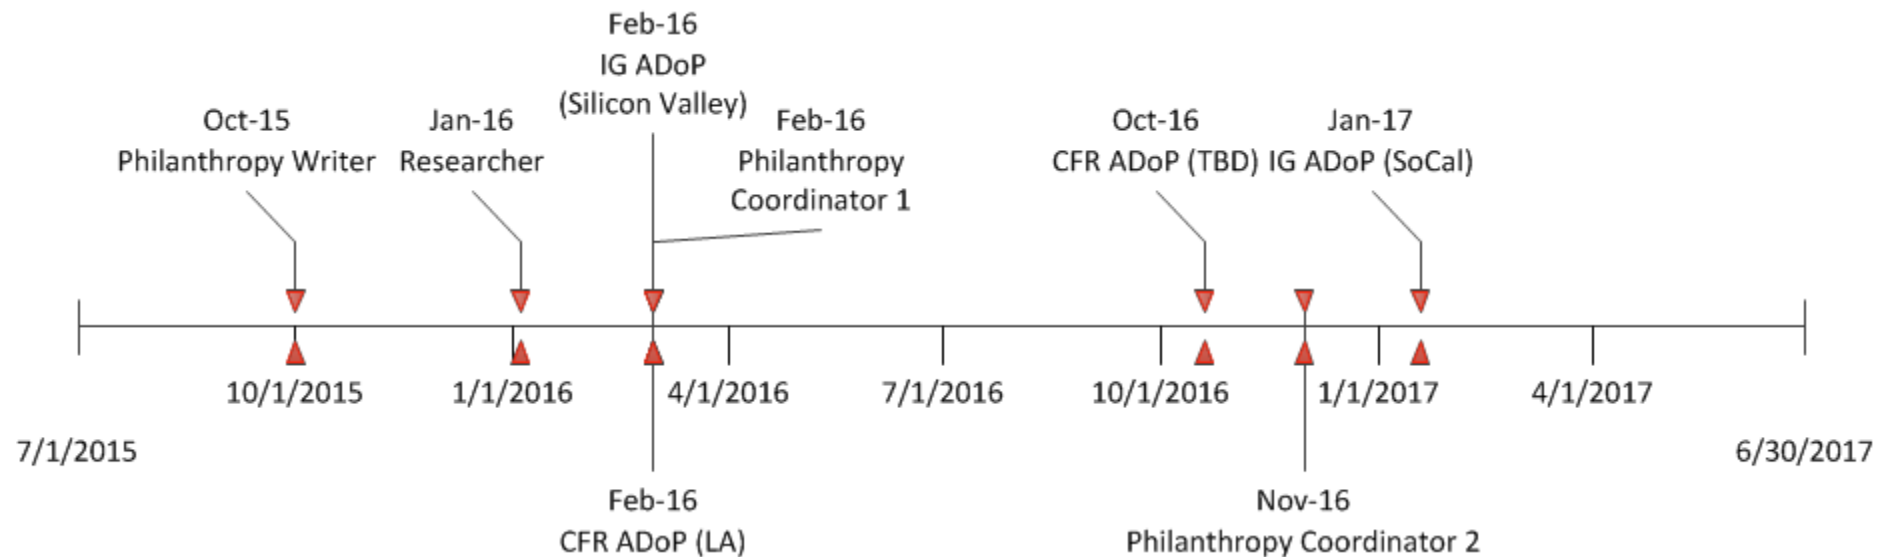 Feb-16
IG ADoP
(Silicon Valley)
Oct-15
Philanthropy Writer
Jan-16
Researcher
Feb-16
Philanthropy
Coordinator 1
Oct-16
CFR ADoP (TBD)
Jan-17
IG ADoP (SoCal)
10/1/2015
1/1/2016
4/1/2016
7/1/2016
10/1/2016
1/1/2017
4/1/2017
7/1/2015
6/30/2017
Feb-16
CFR ADoP (LA)
Nov-16
Philanthropy Coordinator 2